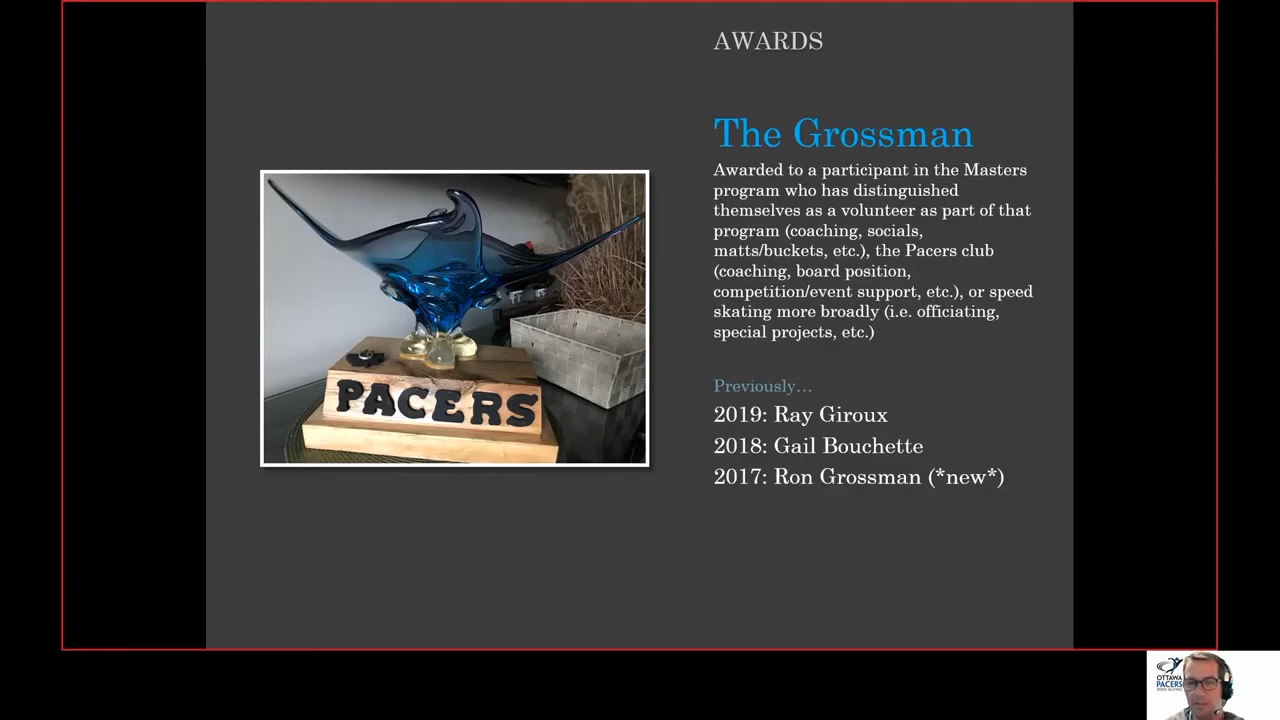 AWARDS
The Grossman
Awarded to a participant in the Masters
program who has distinguished
themselves as a volunteer as part of that
program (coaching, socials,
matts/buckets, etc.), the Pacers club
(coaching, board position,
competition/event support, etc.), or speed
skating more broadly (i.e. officiating,
special projects, etc.)
Previously...
2019: Ray Giroux
2018: Gail Bouchette
2017: Ron Grossman (*new*)
PACERS
OTTAWA
PACERS